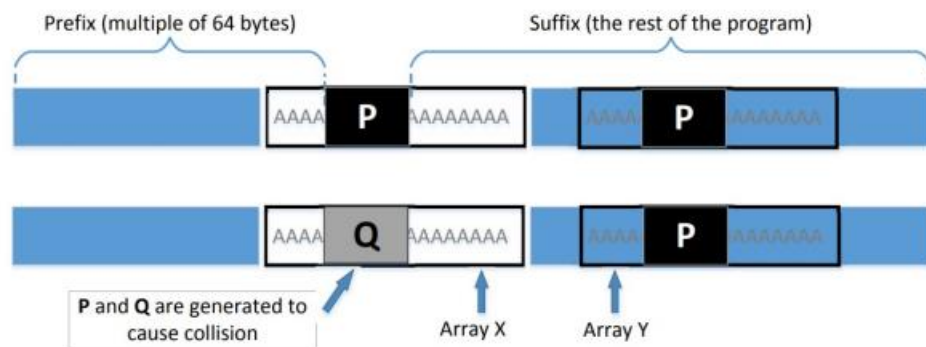 Prefix (multiple of 64 bytes) Suffix (the rest of the program)
AAAA P AAAAAAAA AAAA P AAAAAAAA
AAAA Q AAAAAAAA AAAA P AAAAAAAA
P and Q are generated to
cause collision
Array X Array Y